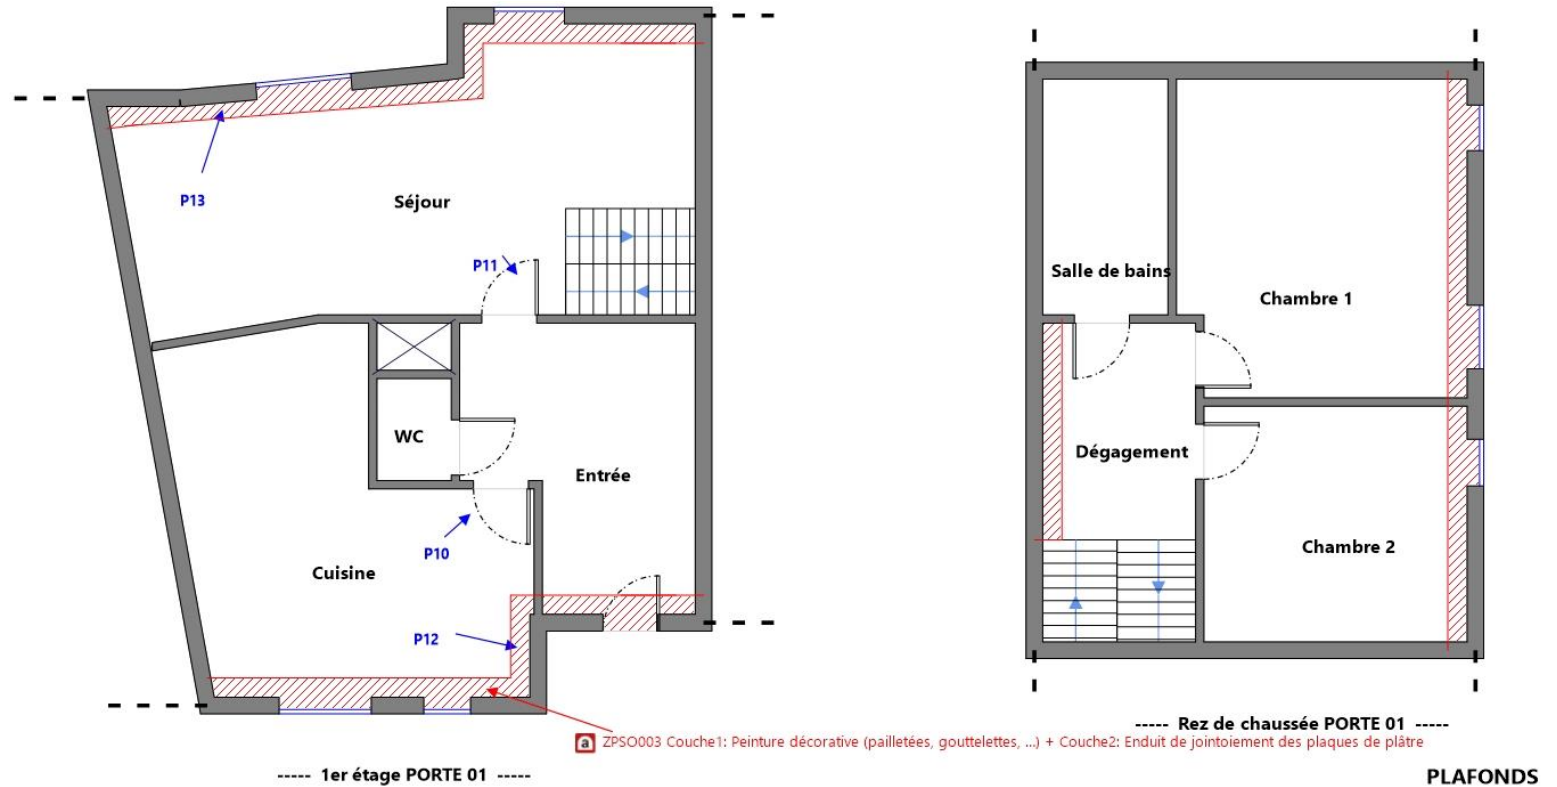 P13
Séjour
P11
WC
Entrée
P10
Cuisine
P12
Salle de bains
Chambre 1
Dégagement
Chambre 2
----- Rez de chaussée PORTE 01 -----
a ZPSO003 Couche1: Peinture décorative (pailletées, gouttelettes, ...) + Couche2: Enduit de jointoiement des plaques de plâtre
----- 1er étage PORTE 01 -----
PLAFONDS